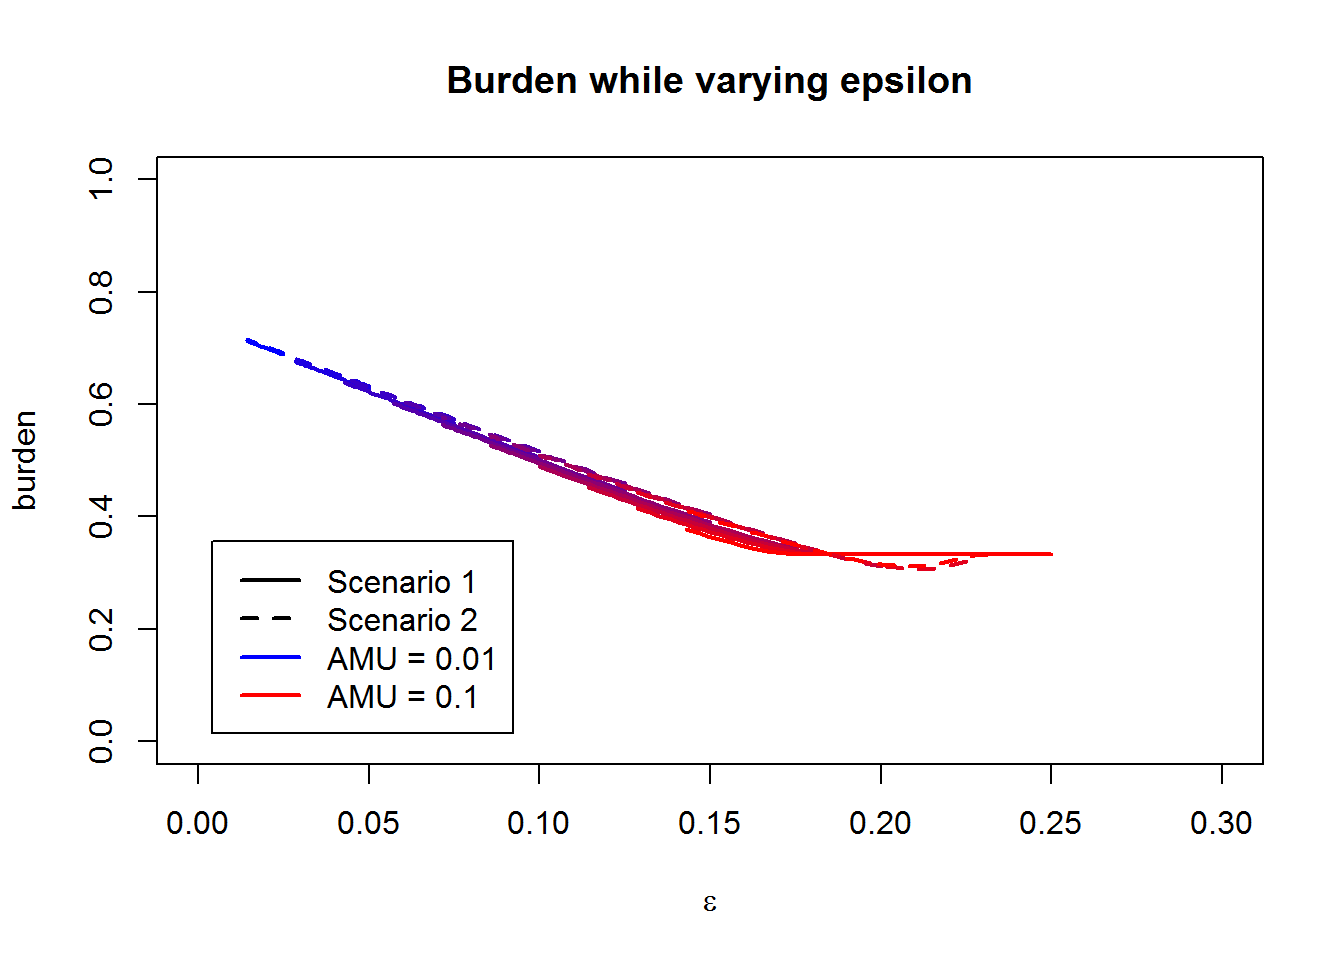 Burden while varying epsilon
burden
1.0
0.8
0.6
0.4
0.2
0.0
Scenario 1
Scenario 2
AMU = 0.01
AMU = 0.1
0.00 0.05 0.10 0.15 0.20 0.25 0.30
ε